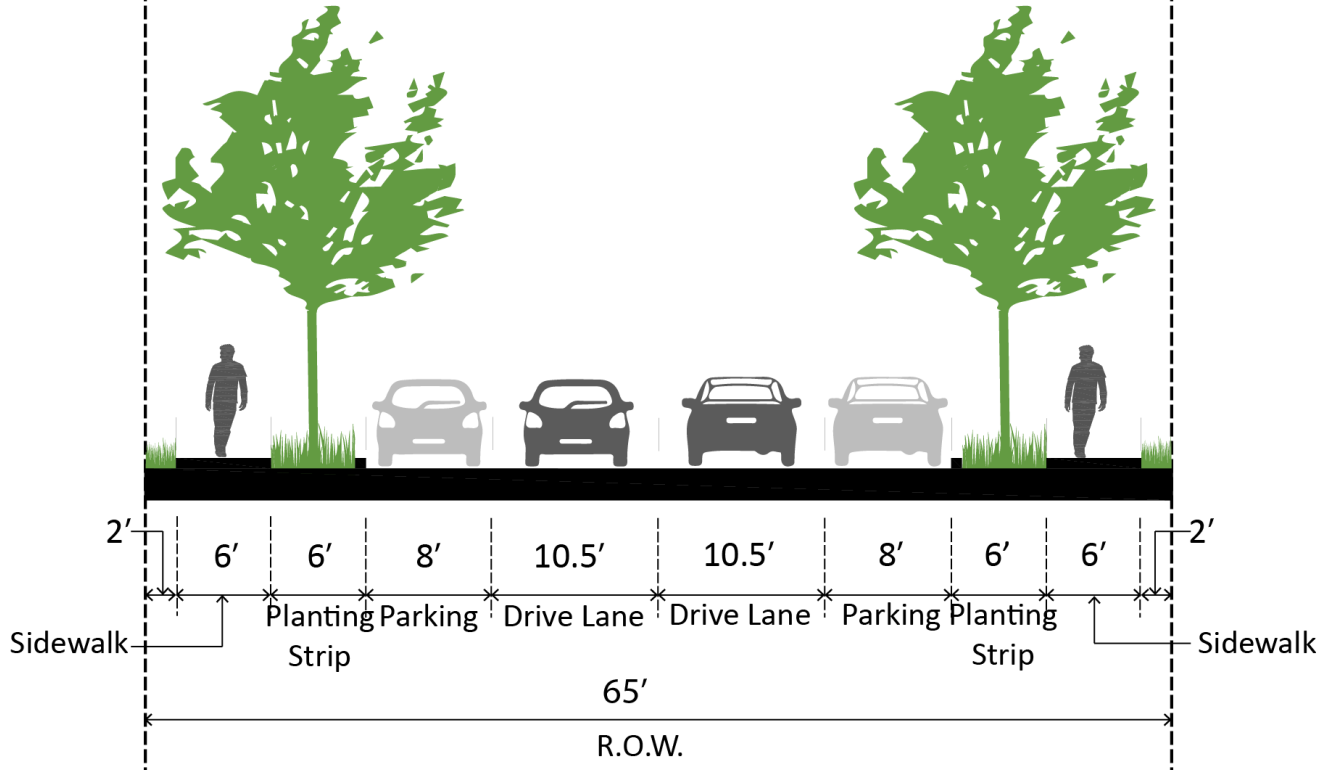 2′ 2′
6′ 6′ 8′ 10.5′ 10.5′ 8′ 6′ 6′
Planting Parking Drive Lane Drive Lane Parking Planting
Sidewalk Strip Strip Sidewalk
65′
R.O.W.